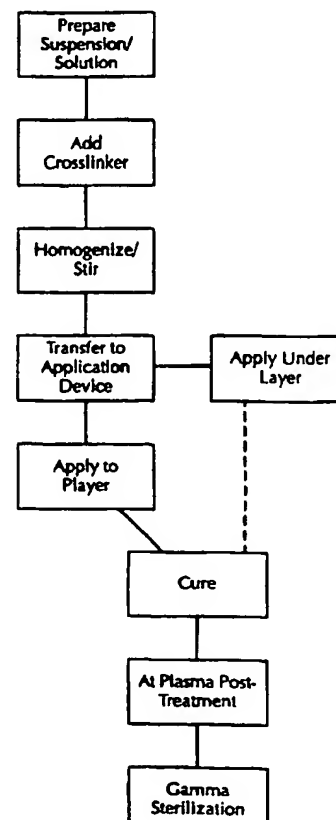 Prepare
Suspension/
Solution
Add
Crosslinker
Homogenize/
Stir
Transfer to
Application
Device
Apply Under
Layer
Apply to
Player
Cure
At Plasma Post-
Treatment
Gamma
Sterilization